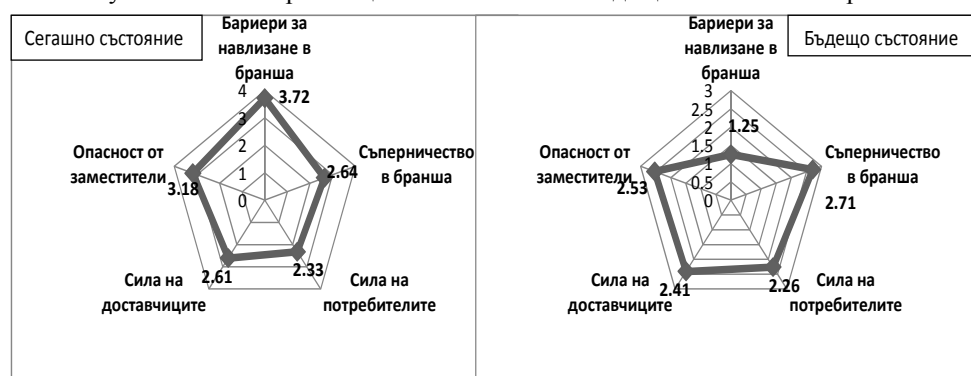 Сегашно състояние
Бариери за
навлизане в
бранша
4
3.72
3
2
1
0
Опасност от
заместители
3.18
Съперничество
в бранша
2.64
Сила на
доставчиците
2.61
2.33
Сила на
потребителите
Бъдещо състояние
Бариери за
навлизане в
бранша
3
2.5
2
1.5
1
0.5
0
1.25
Опасност от
заместители
2.53
Съперничество
в бранша
2.71
Сила на
доставчиците
2.41
2.26
Сила на
потребителите